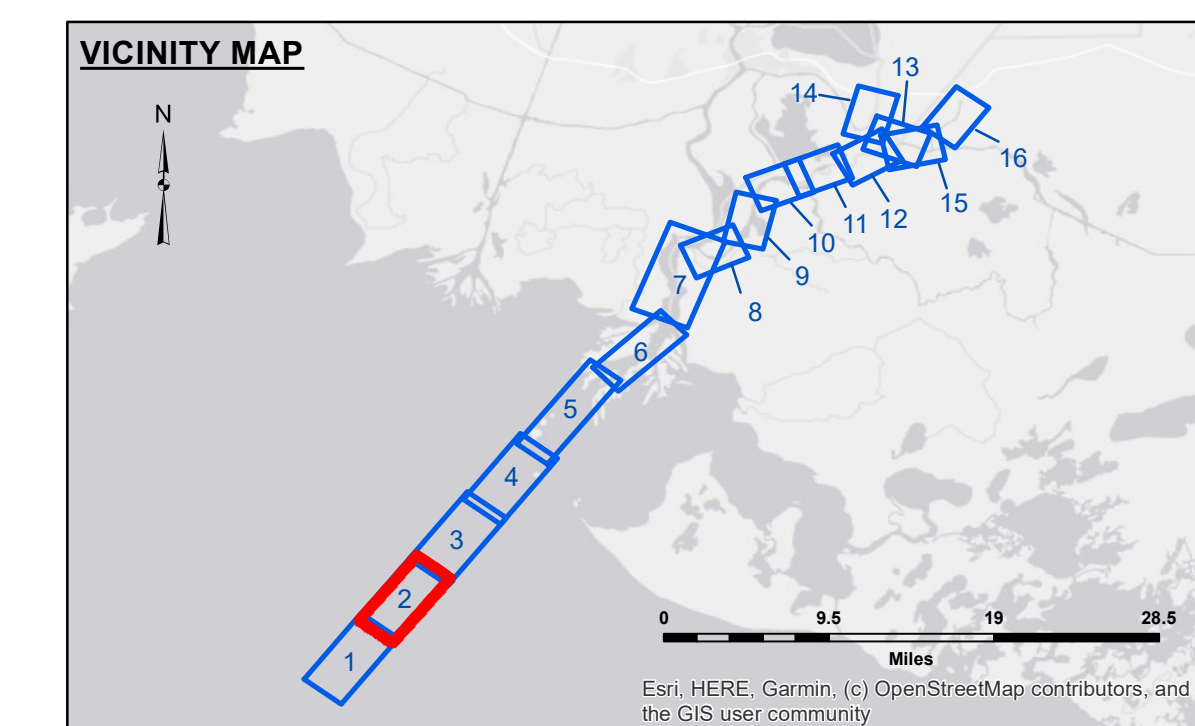 VICINITY MAP
N
13
14
16
15
12
11
10
9
8
7
6
5
4
3
2
1
0 9.5 19 28.5
Miles
Esri, HERE, Garmin, (c) OpenStreetMap contributors, and
the GIS user community